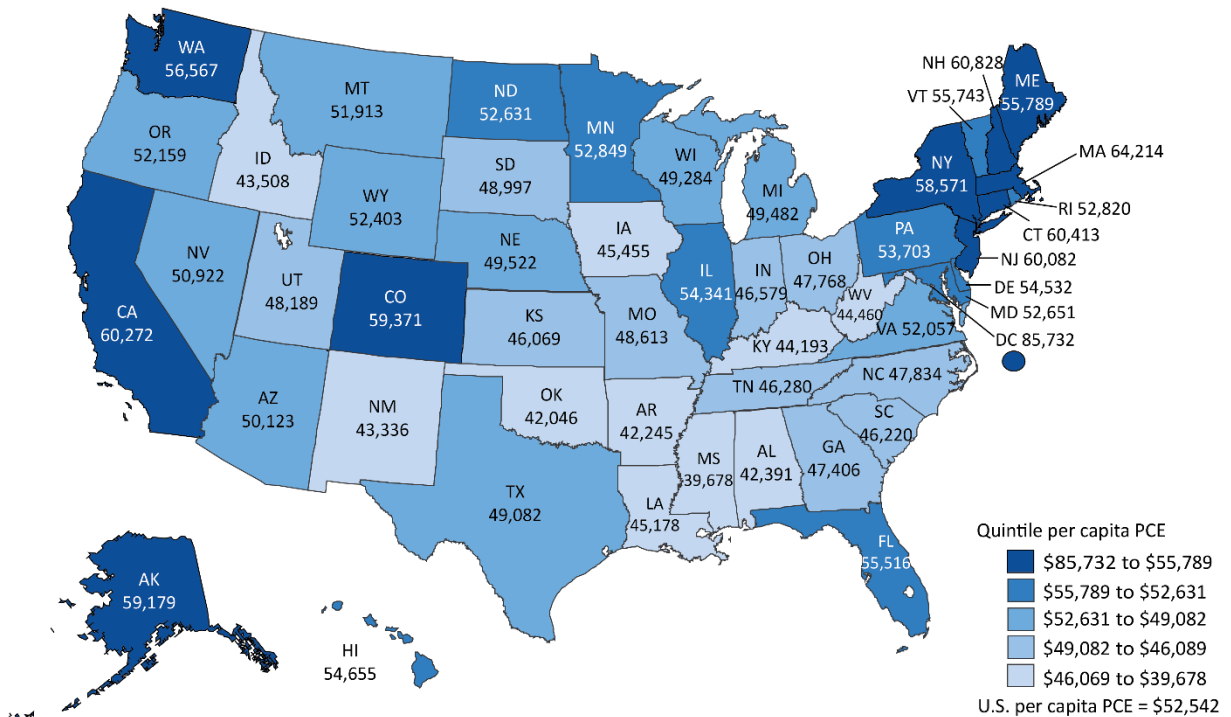 WA
56,567
MT
51,913
ND
52,631
MN
52,849
NH 60,828
VT 55,743
ME
55,789
OR
52,159
ID
43,508
SD
48,997
WI
49,284
MI
49,482
NY
58,571
MA 64,214
RI 52,820
CT 60,413
NJ 60,082
DE 54,532
MD 52,651
DC 85,732
WY
52,403
NE
49,522
IA
45,455
PA
53,703
NV
50,922
UT
48,189
CO
59,371
IL
54,341
IN
46,579
OH
47,768
WV
44,460
VA 52,057
CA
60,272
KS
46,069
MO
48,613
KY 44,193
TN 46,280
NC 47,834
AZ
50,123
NM
43,336
OK
42,046
AR
42,245
SC
46,220
MS
39,678
AL
42,391
GA
47,406
TX
49,082
LA
45,178
FL
55,516
AK
59,179
HI
54,655
Quintile per capita PCE
$85,732 to $55,789
$55,789 to $52,631
$52,631 to $49,082
$49,082 to $46,089
$46,069 to $39,678
U.S. per capita PCE = $52,542